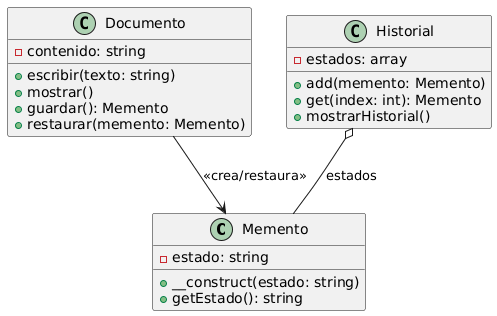 C Documento
contenido: string
escribir(texto: string)
mostrar()
guardar(): Memento
restaurar(memento: Memento)
C Historial
estados: array
add(memento: Memento)
get(index: int): Memento
mostrarHistorial()
«crea/restaura»
estados
C Memento
estado: string
__construct(estado: string)
getEstado(): string